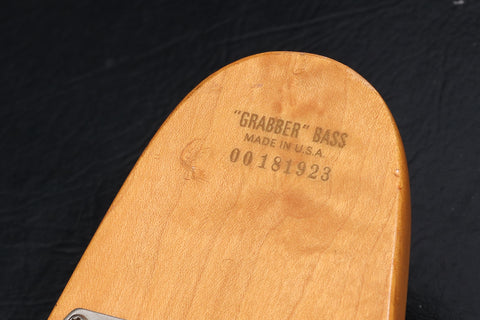 "GRABBER" BASS
MADE IN U.S.A.
00181923